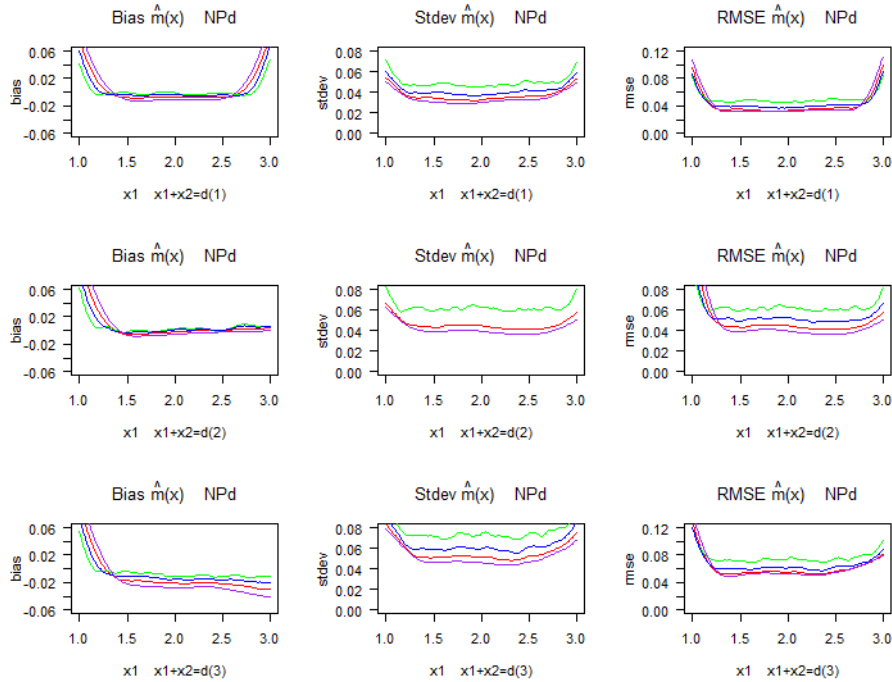 Bias m̂(x) NPd
Stdev m̂(x) NPd
RMSE m̂(x) NPd
bias
0.06
0.02
-0.02
-0.06
1.0 1.5 2.0 2.5 3.0
x1 x1+x2=d(1)
stdev
0.08
0.06
0.04
0.02
0.00
1.0 1.5 2.0 2.5 3.0
x1 x1+x2=d(1)
rmse
0.12
0.08
0.04
0.00
1.0 1.5 2.0 2.5 3.0
x1 x1+x2=d(1)
Bias m̂(x) NPd
Stdev m̂(x) NPd
RMSE m̂(x) NPd
bias
0.06
0.02
-0.02
-0.06
1.0 1.5 2.0 2.5 3.0
x1 x1+x2=d(2)
stdev
0.08
0.06
0.04
0.02
0.00
1.0 1.5 2.0 2.5 3.0
x1 x1+x2=d(2)
rmse
0.08
0.06
0.04
0.02
0.00
1.0 1.5 2.0 2.5 3.0
x1 x1+x2=d(2)
Bias m̂(x) NPd
Stdev m̂(x) NPd
RMSE m̂(x) NPd
bias
0.06
0.02
-0.02
-0.06
1.0 1.5 2.0 2.5 3.0
x1 x1+x2=d(3)
stdev
0.08
0.06
0.04
0.02
0.00
1.0 1.5 2.0 2.5 3.0
x1 x1+x2=d(3)
rmse
0.12
0.08
0.04
0.00
1.0 1.5 2.0 2.5 3.0
x1 x1+x2=d(3)